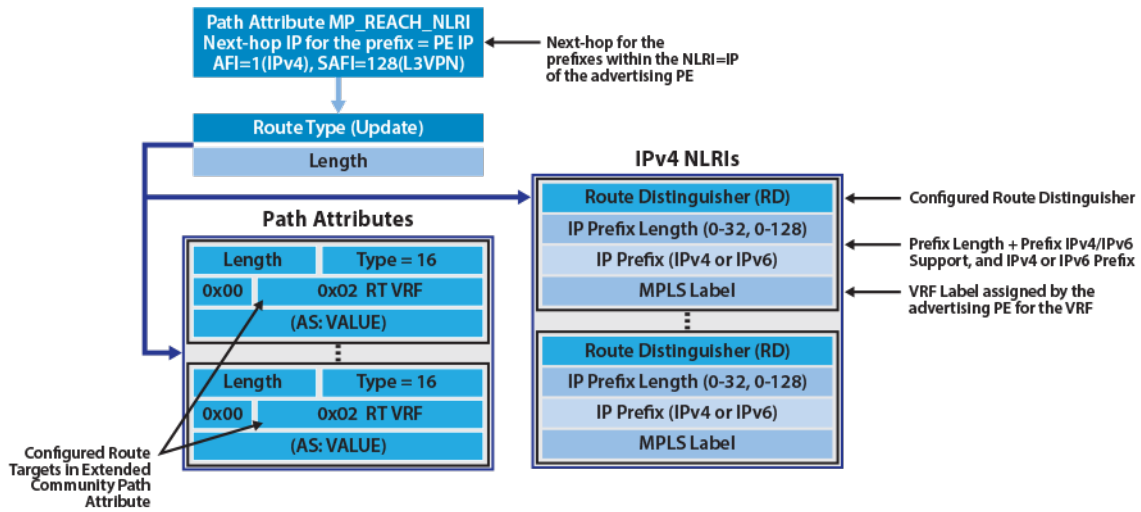 Path Attribute MP_REACH_NLRI
Next-hop IP for the prefix = PE IP
AFI=1(IPv4), SAFI=128(L3VPN)
Next-hop for the
prefixes within the NLRI=IP
of the advertising PE
Route Type (Update)
Length
IPv4 NLRIs
Route Distinguisher (RD)
Configured Route Distinguisher
IP Prefix Length (0-32, 0-128)
Prefix Length + Prefix IPv4/IPv6
Support, and IPv4 or IPv6 Prefix
IP Prefix (IPv4 or IPv6)
MPLS Label
VRF Label assigned by the
advertising PE for the VRF
Route Distinguisher (RD)
IP Prefix Length (0-32, 0-128)
IP Prefix (IPv4 or IPv6)
MPLS Label
Path Attributes
Length
Type = 16
0x00
0x02 RT VRF
(AS: VALUE)
Length
Type = 16
0x00
0x02 RT VRF
(AS: VALUE)
Configured Route
Targets in Extended
Community Path
Attribute